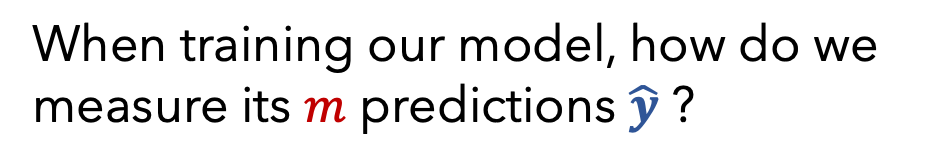 When training our model, how do we
measure its m predictions ŷ ?